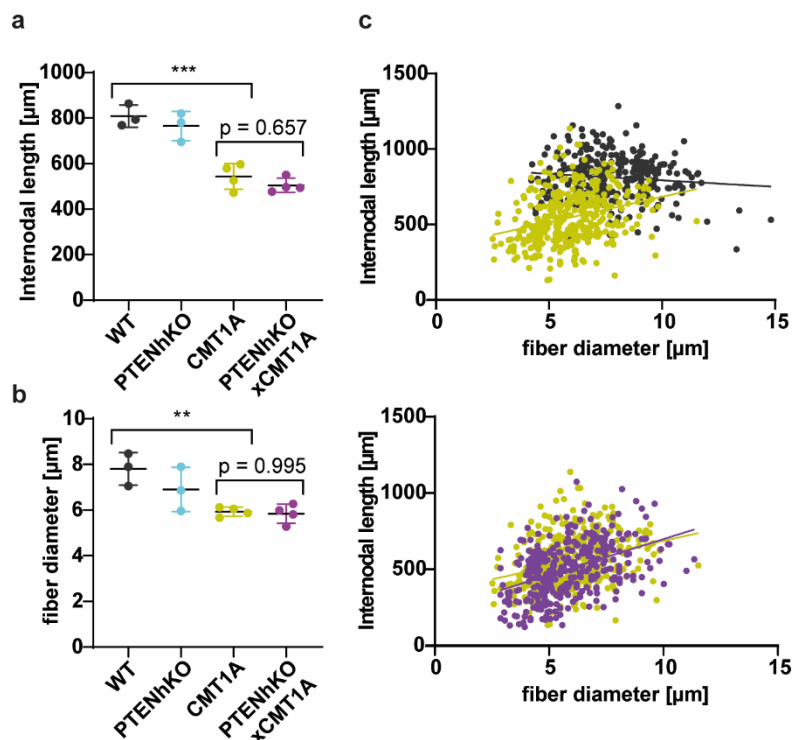 a
Internodal length [µm]
1000
800
600
400
200
0
***
p = 0.657
WT
PTENhKO
CMT1A
PTENhKO
xCMT1A
b
fiber diameter [µm]
10
8
6
4
2
0
**
p = 0.995
WT
PTENhKO
CMT1A
PTENhKO
xCMT1A
c
Internodal length [µm]
1500
1000
500
0
0
5
10
15
fiber diameter [µm]
Internodal length [µm]
1500
1000
500
0
0
5
10
15
fiber diameter [µm]